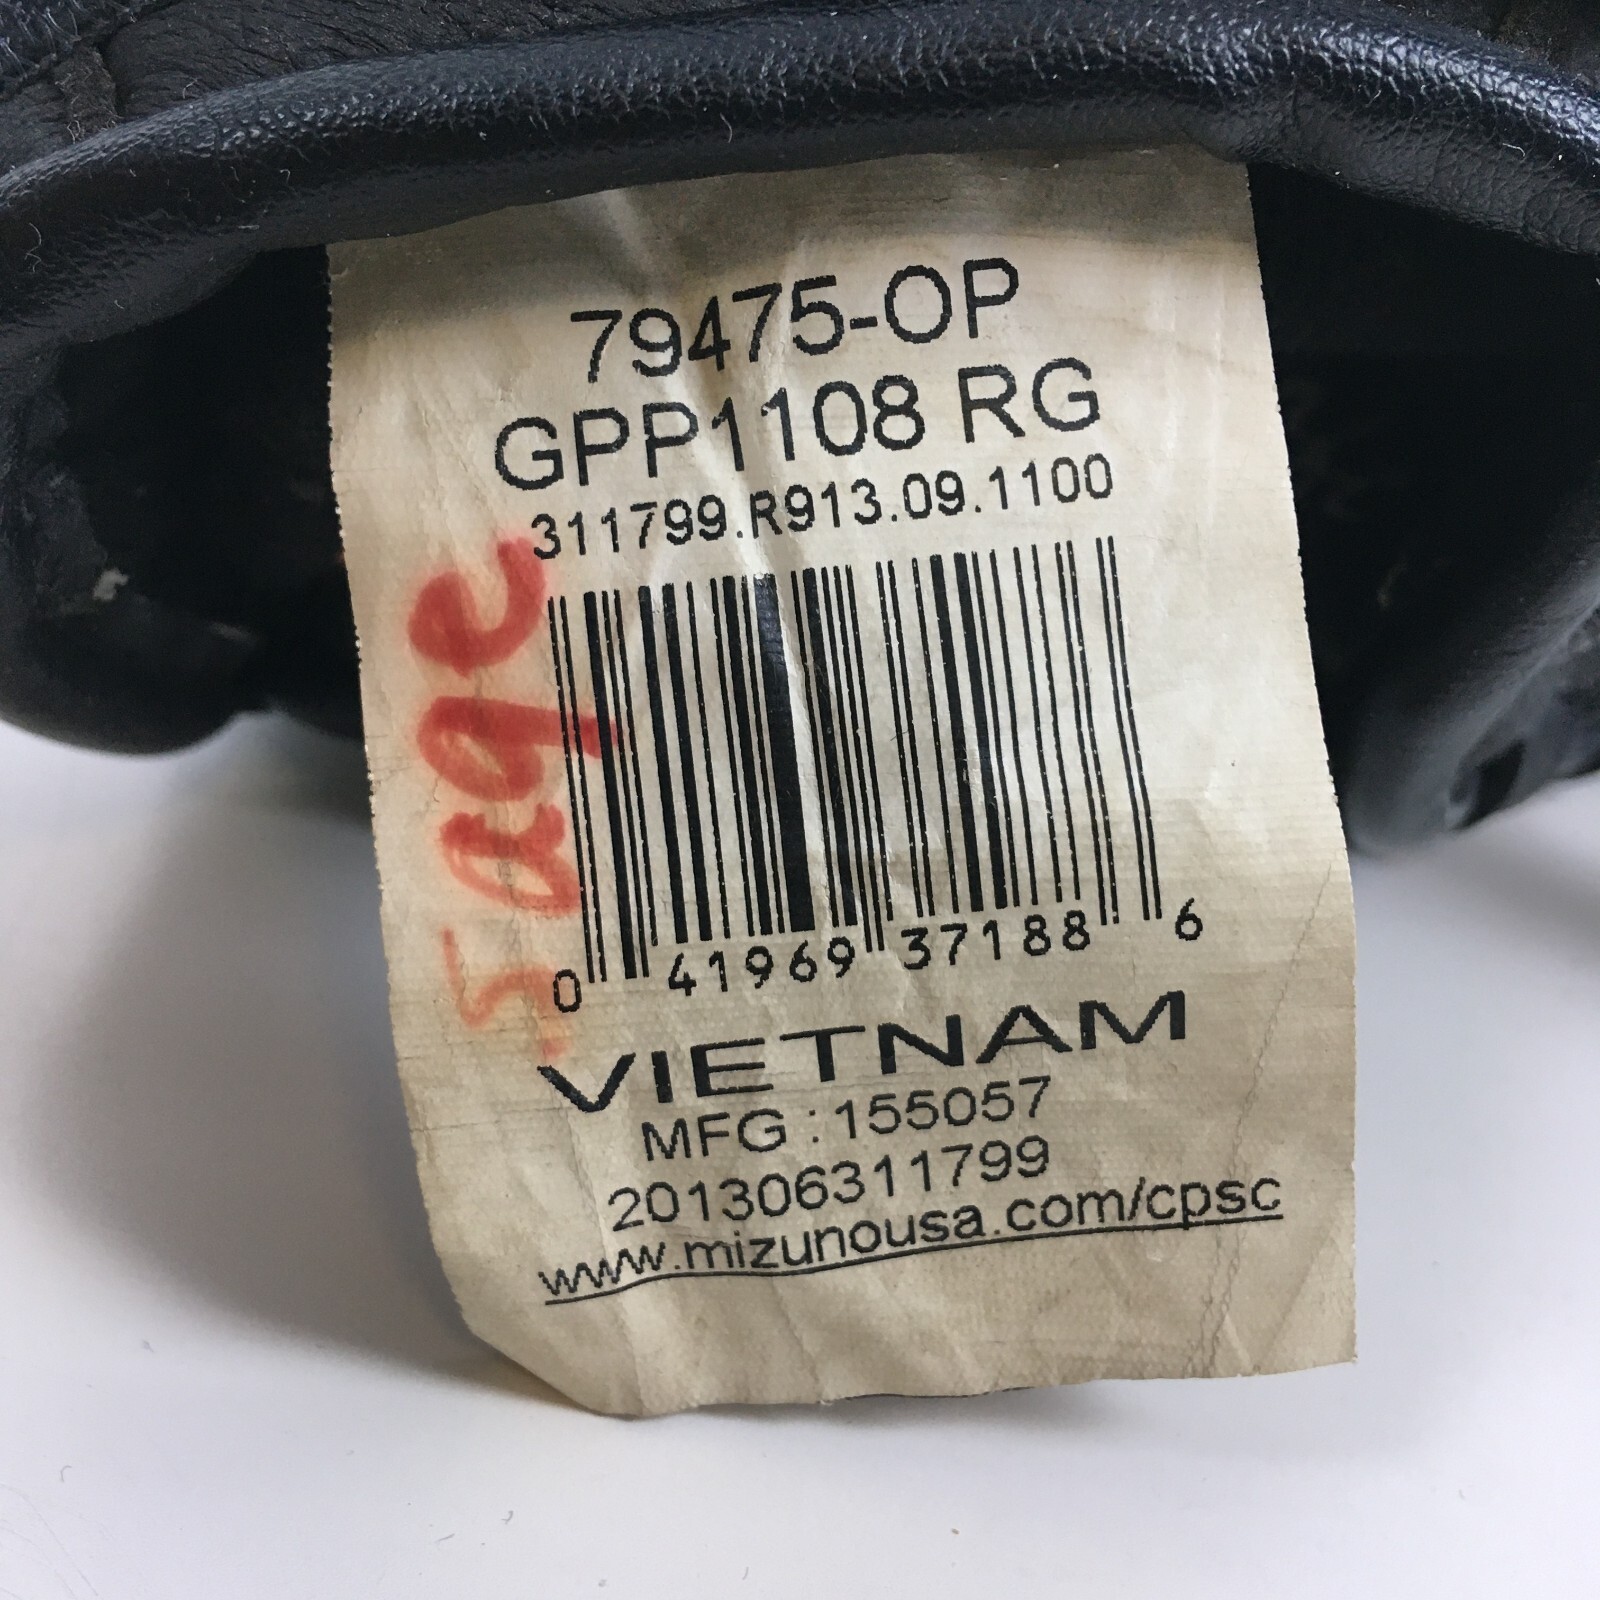 79475-OP
GPP1108 RG
311799.R913.09.1100
sage
0 41969 37188 6
VIETNAM
MFG : 155057
201306311799
www.mizunousa.com/cpsc